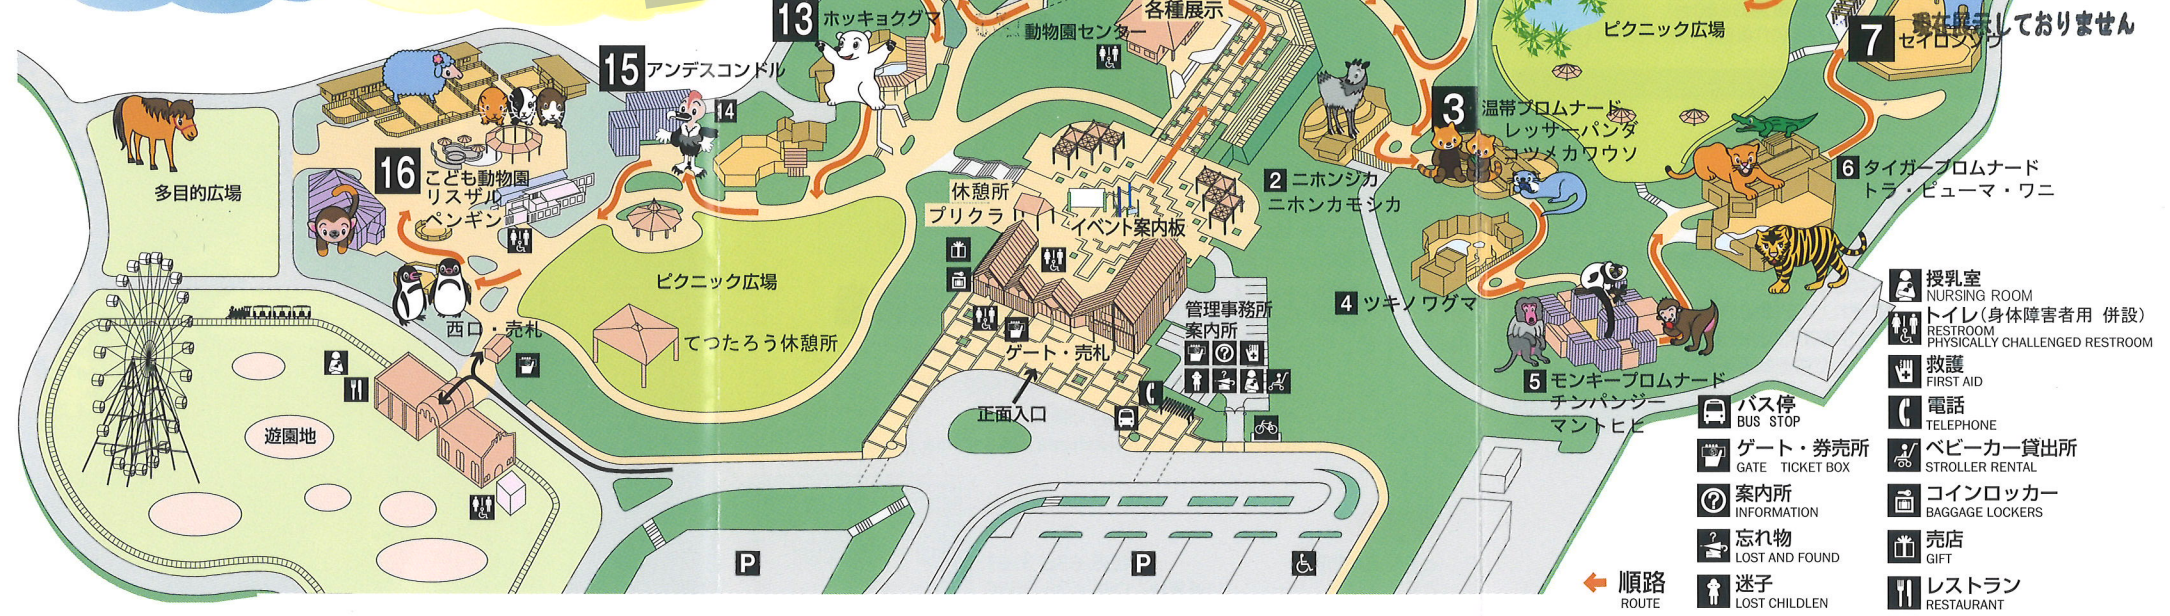 13 ホッキョクグマ
各種展示
動物園センター
ピクニック広場
現在展示しておりません
7 セイロンゾウ
15 アンデスコンドル
14
3 温帯プロムナード
レッサーパンダ
コツメカワウソ
多目的広場
16 こども動物園
リスザル
ペンギン
休憩所
プリクラ
イベント案内板
2 ニホンジカ
ニホンカモシカ
6 タイガープロムナード
トラ・ピューマ・ワニ
ピクニック広場
てつたろう休憩所
西口・売札
管理事務所
案内所
ゲート・売札
正面入口
4 ツキノワグマ
5 モンキープロムナード
チンパンジー
マントヒヒ
遊園地
P
P
授乳室
NURSING ROOM
トイレ(身体障害者用 併設)
RESTROOM
PHYSICALLY CHALLENGED RESTROOM
救護
FIRST AID
バス停
BUS STOP
電話
TELEPHONE
ゲート・券売所
GATE TICKET BOX
ベビーカー貸出所
STROLLER RENTAL
案内所
INFORMATION
コインロッカー
BAGGAGE LOCKERS
忘れ物
LOST AND FOUND
売店
GIFT
順路
ROUTE
迷子
LOST CHILDLEN
レストラン
RESTAURANT